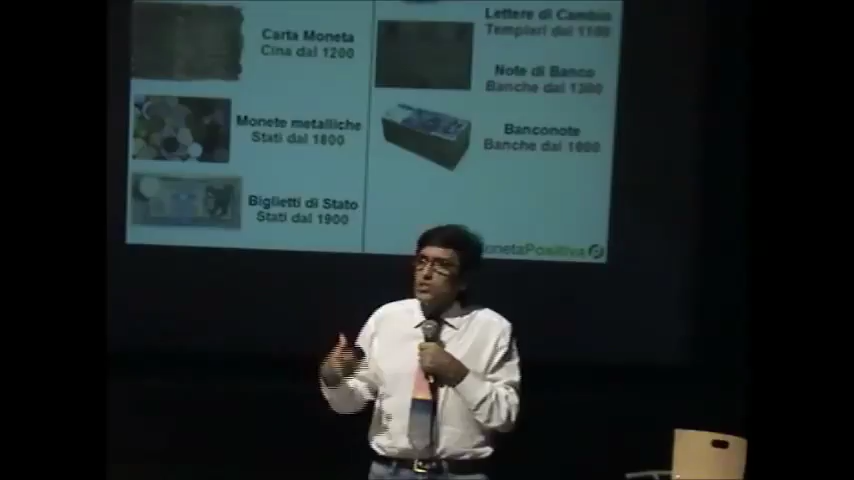 Carta Moneta
Cina dal 1200
Monete metalliche
Stati dal 1800
Biglietti di Stato
Stati dal 1900
Lettere di Cambio
Templari dal 1100
Note di Banco
Banche dal 1300
Banconote
Banche dal 1600
MonetaPositiva